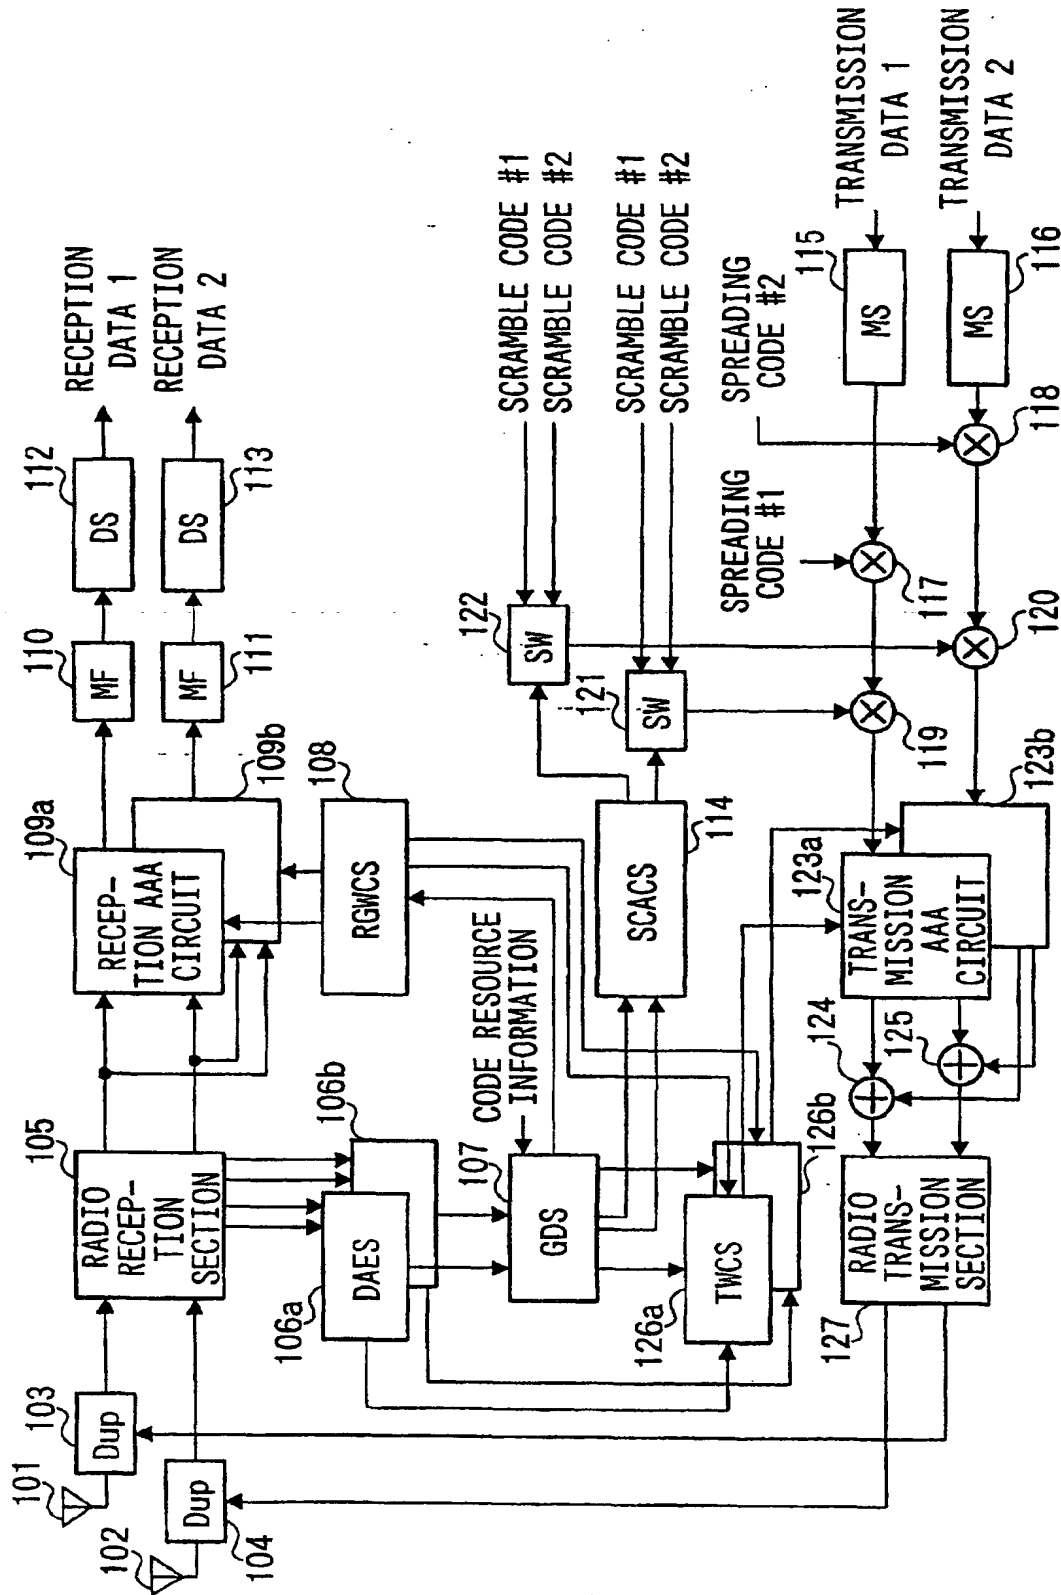 101
102
103
Dup
Dup
104
105
RADIO
RECEP-
TION
SECTION
109a
RECEP-
TION AAA
CIRCUIT
109b
110
MF
MF
111
112
DS
DS
113
RECEPTION
DATA 1
RECEPTION
DATA 2
106a
DAES
106b
108
RGWCS
107
GDS
CODE RESOURCE
INFORMATION
SCACS
114
122
SW
121
SW
SCRAMBLE CODE #1
SCRAMBLE CODE #2
SCRAMBLE CODE #1
SCRAMBLE CODE #2
126a
TWCS
126b
SPREADING
CODE #1
SPREADING
CODE #2
115
MS
TRANSMISSION
DATA 1
MS
116
TRANSMISSION
DATA 2
117
118
119
120
123a
TRANS-
MISSION
AAA
CIRCUIT
123b
124
125
RADIO
TRANS-
MISSION
SECTION
127